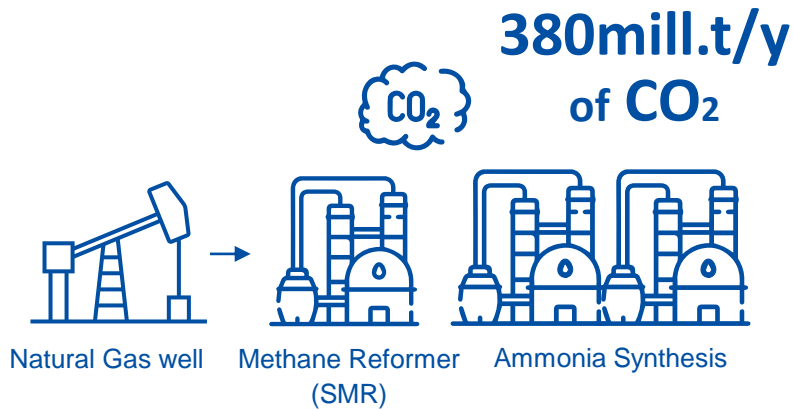 380mill.t/y
of CO₂
CO₂
Natural Gas well
Methane Reformer
(SMR)
Ammonia Synthesis